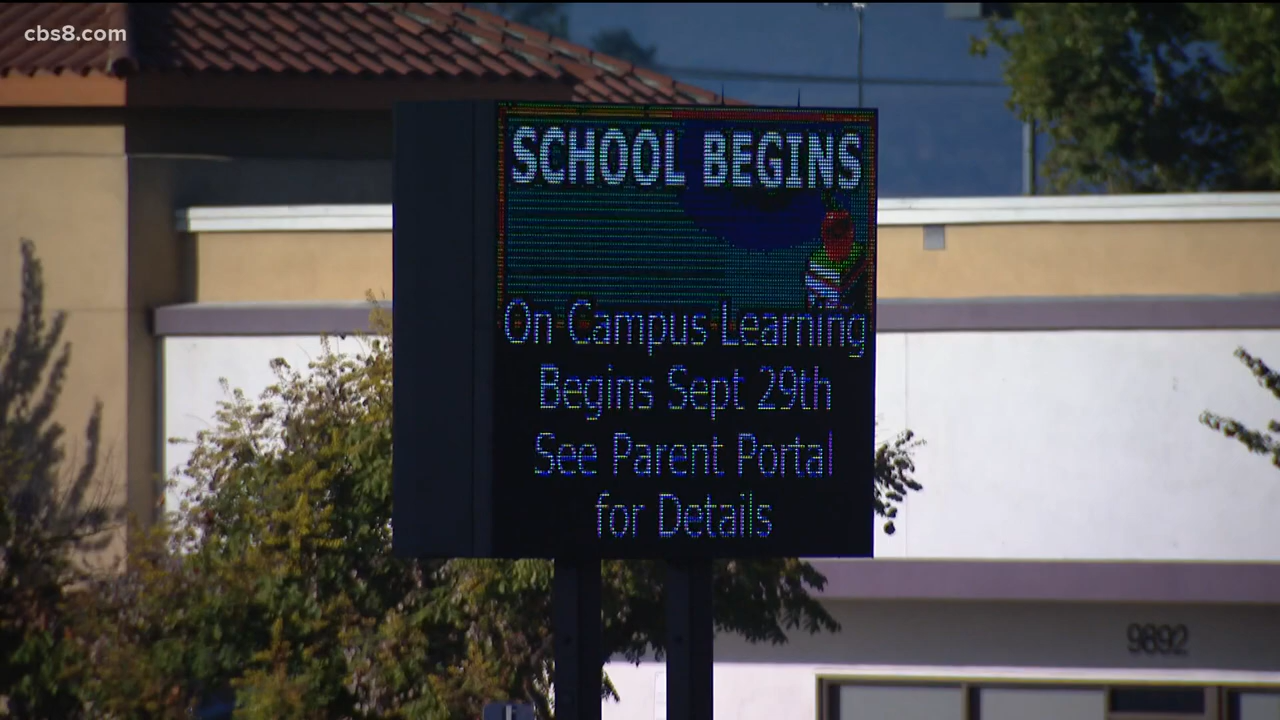 cbs8.com
SCHOOL BEGINS
On Campus Learning
Begins Sept 29th
See Parent Portal
for Details
9892